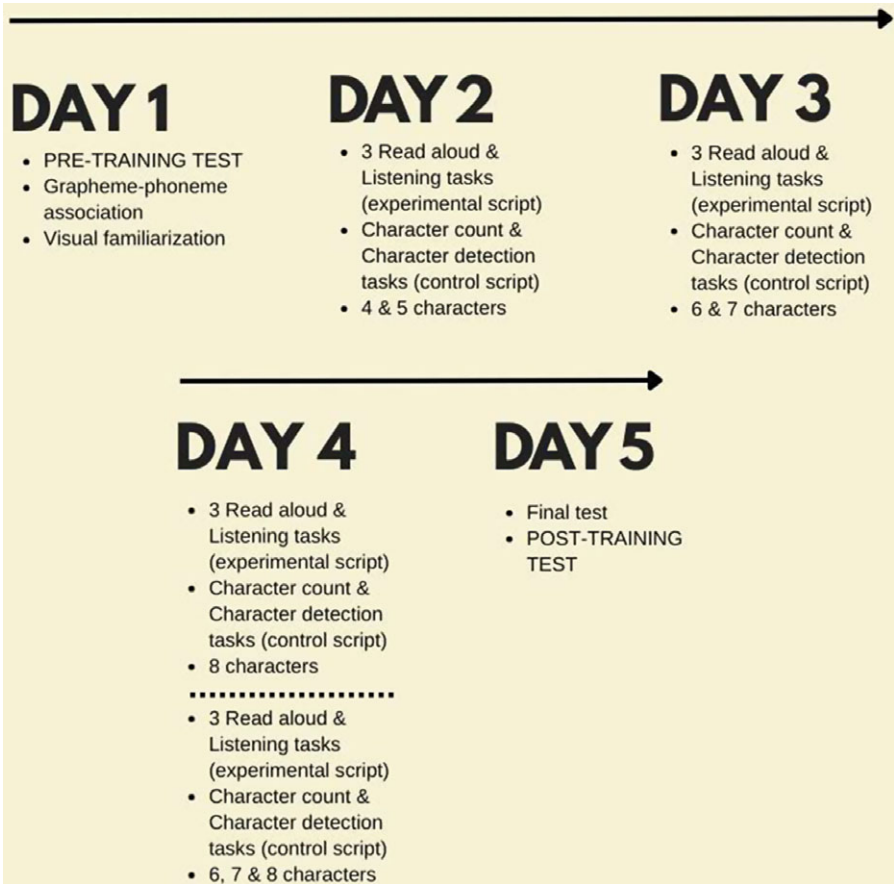 DAY 1
• PRE-TRAINING TEST
• Grapheme-phoneme
association
• Visual familiarization
DAY 2
• 3 Read aloud &
Listening tasks
(experimental script)
• Character count &
Character detection
tasks (control script)
• 4 & 5 characters
DAY 3
• 3 Read aloud &
Listening tasks
(experimental script)
• Character count &
Character detection
tasks (control script)
• 6 & 7 characters
DAY 4
• 3 Read aloud &
Listening tasks
(experimental script)
• Character count &
Character detection
tasks (control script)
• 8 characters
• 3 Read aloud &
Listening tasks
(experimental script)
• Character count &
Character detection
tasks (control script)
• 6, 7 & 8 characters
DAY 5
• Final test
• POST-TRAINING
TEST